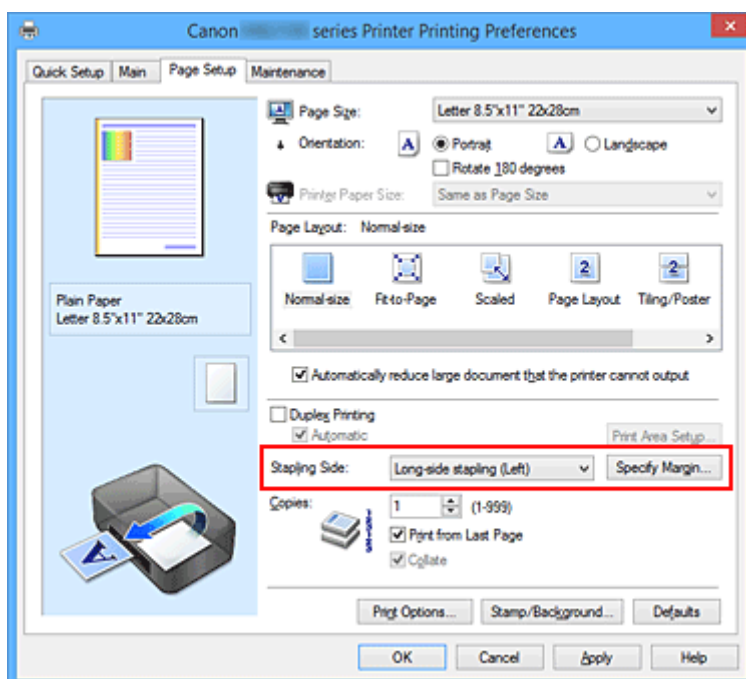 Canon series Printer Printing Preferences
Quick Setup Main Page Setup Maintenance
Page Size: Letter 8.5"x11" 22x28cm
Orientation: A Portrait A Landscape
Rotate 180 degrees
Printer Paper Size: Same as Page Size
Page Layout: Normal-size
2 2
Normal-size Fit-to-Page Scaled Page Layout Tiling/Poster
Plain Paper
Letter 8.5"x11" 22x28cm
Automatically reduce large document that the printer cannot output
Duplex Printing
Automatic Print Area Setup...
Stapling Side: Long-side stapling (Left) Specify Margin...
Copies: 1 (1-999)
Print from Last Page
Collate
A
Print Options... Stamp/Background... Defaults
OK Cancel Apply Help